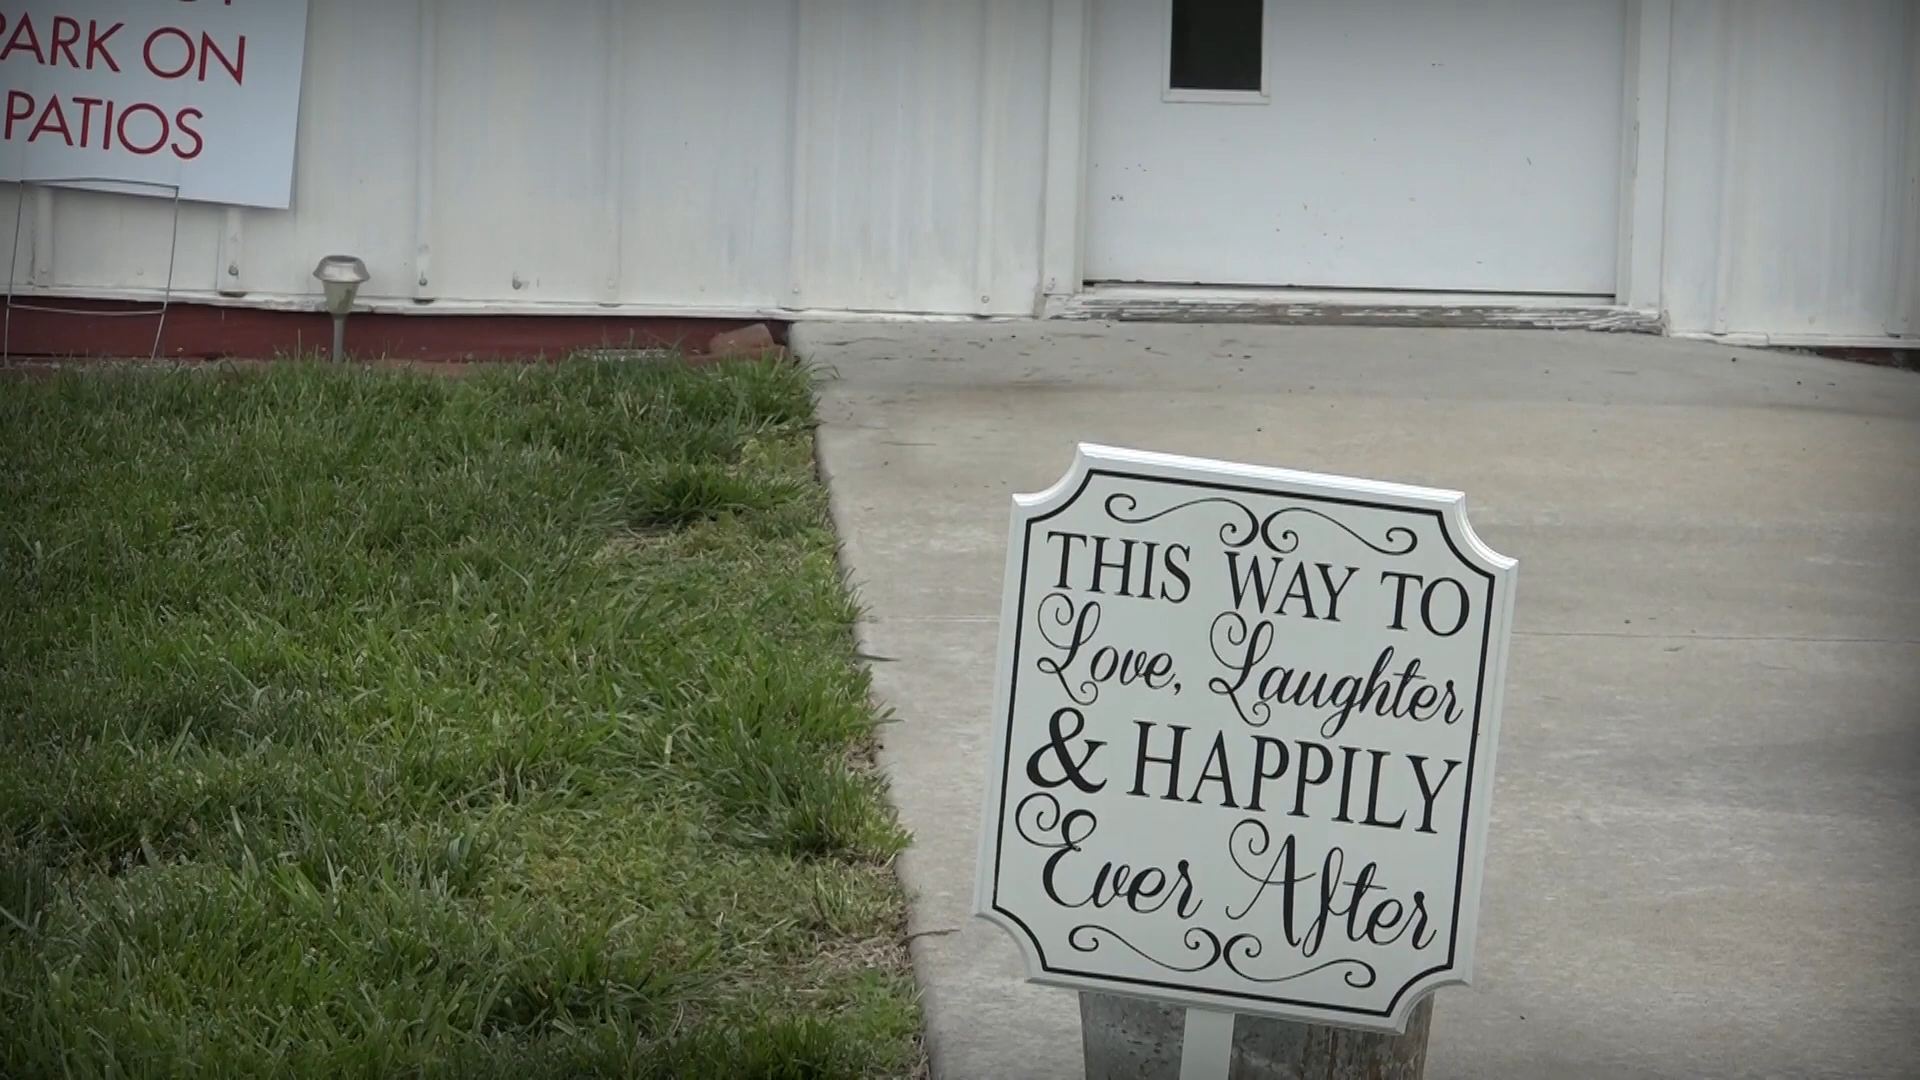 PARK ON
PATIOS
THIS WAY TO
Love, Laughter
& HAPPILY
Ever After